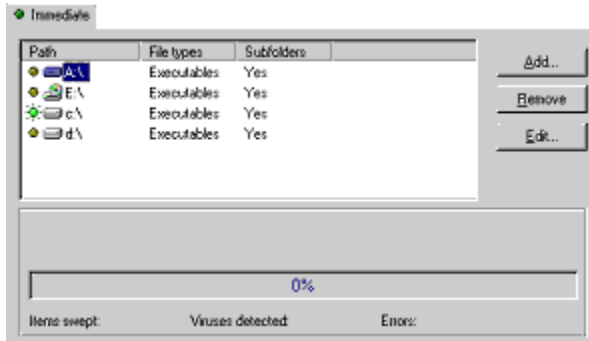 Immediate
Path File types Subfolders
A:\ Executables Yes
E:\ Executables Yes
c:\ Executables Yes
d:\ Executables Yes
Add...
Remove
Edit...
0%
Items swept: Viruses detected: Errors: